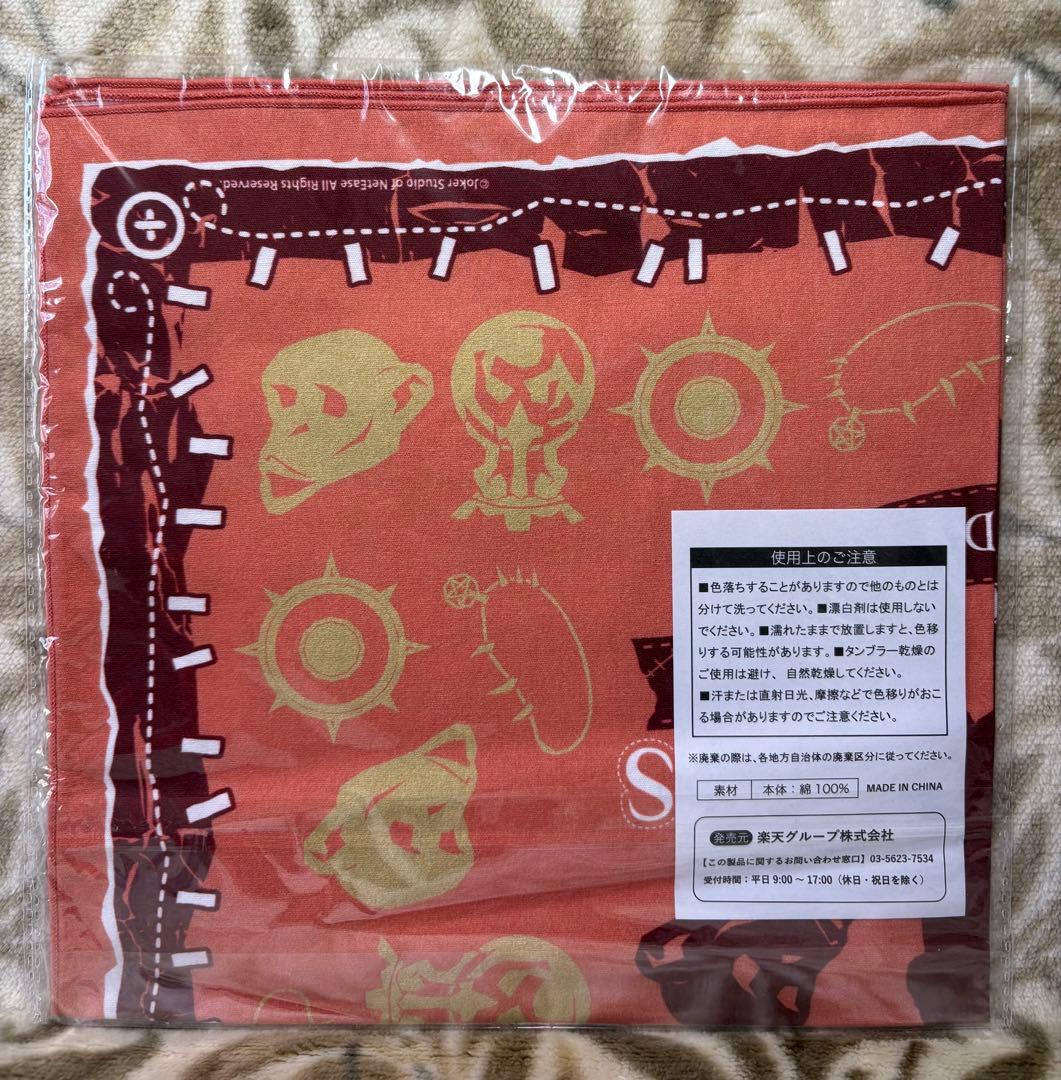 ©Joker Studio of NetEase All Rights Reserved
D
S
使用上のご注意
■色落ちすることがありますので他のものとは
分けて洗ってください。■漂白剤は使用しない
でください。■濡れたままで放置しますと、色移
りする可能性があります。■タンブラー乾燥の
ご使用は避け、自然乾燥してください。
■汗または直射日光、摩擦などで色移りがおこ
る場合がありますのでご注意ください。
※廃棄の際は、各地方自治体の廃棄区分に従ってください。
素材 本体：綿100% MADE IN CHINA
発売元 楽天グループ株式会社
【この製品に関するお問い合わせ窓口】03-5623-7534
受付時間：平日9:00～17:00（休日・祝日を除く）